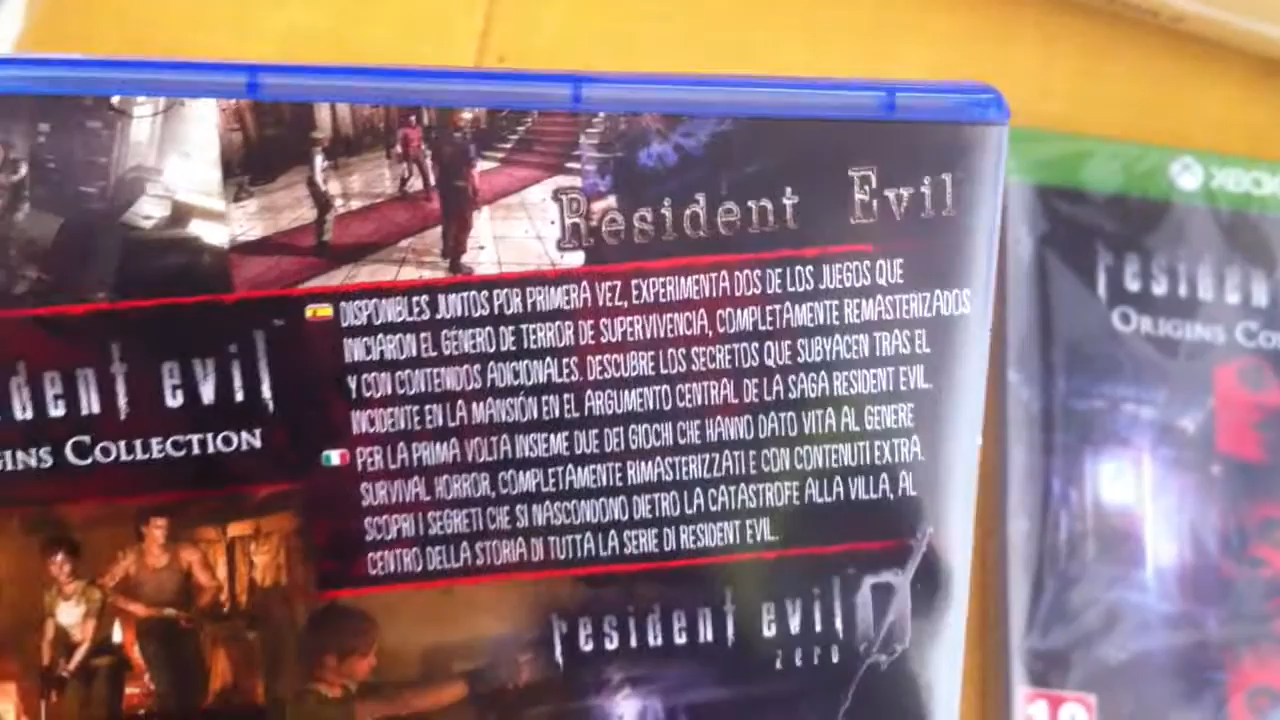 Resident Evil
DISPONIBLES JUNTOS POR PRIMERA VEZ, EXPERIMENTA DOS DE LOS JUEGOS QUE
INICIARON EL GÉNERO DE TERROR DE SUPERVIVENCIA, COMPLETAMENTE REMASTERIZADOS
Y CON CONTENIDOS ADICIONALES. DESCUBRE LOS SECRETOS QUE SUBYACEN TRAS EL
INCIDENTE EN LA MANSIÓN EN EL ARGUMENTO CENTRAL DE LA SAGA RESIDENT EVIL.
PER LA PRIMA VOLTA INSIEME DUE DEI GIOCHI CHE HANNO DATO VITA AL GENERE
SURVIVAL HORROR, COMPLETAMENTE RIMASTERIZZATI E CON CONTENUTI EXTRA.
SCOPRI I SEGRETI CHE SI NASCONDONO DIETRO LA CATASTROFE ALLA VILLA, AL
CENTRO DELLA STORIA DI TUTTA LA SERIE DI RESIDENT EVIL.
dent evil
GINS COLLECTION
resident evil 0
zero
XBOX
resident
ORIGINS CO
18